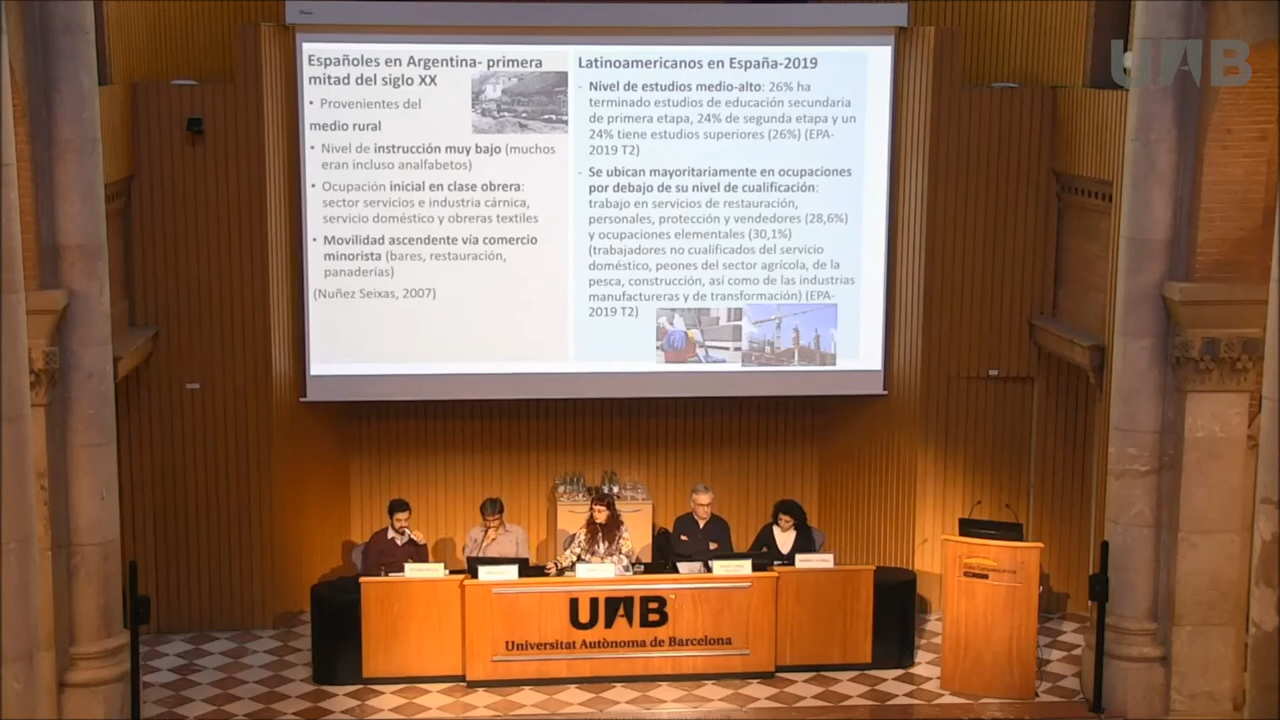 UAB
Españoles en Argentina- primera
mitad del siglo XX
• Provenientes del
medio rural
• Nivel de instrucción muy bajo (muchos
eran incluso analfabetos)
• Ocupación inicial en clase obrera:
sector servicios e industria cárnica,
servicio doméstico y obreras textiles
• Movilidad ascendente vía comercio
minorista (bares, restauración,
panaderías)
(Nuñez Seixas, 2007)
Latinoamericanos en España-2019
- Nivel de estudios medio-alto: 26% ha
terminado estudios de educación secundaria
de primera etapa, 24% de segunda etapa y un
24% tiene estudios superiores (26%) (EPA-
2019 T2)
- Se ubican mayoritariamente en ocupaciones
por debajo de su nivel de cualificación:
trabajo en servicios de restauración,
personales, protección y vendedores (28,6%)
y ocupaciones elementales (30,1%)
(trabajadores no cualificados del servicio
doméstico, peones del sector agrícola, de la
pesca, construcción, así como de las industrias
manufactureras y de transformación) (EPA-
2019 T2)
UAB
Universitat Autònoma de Barcelona